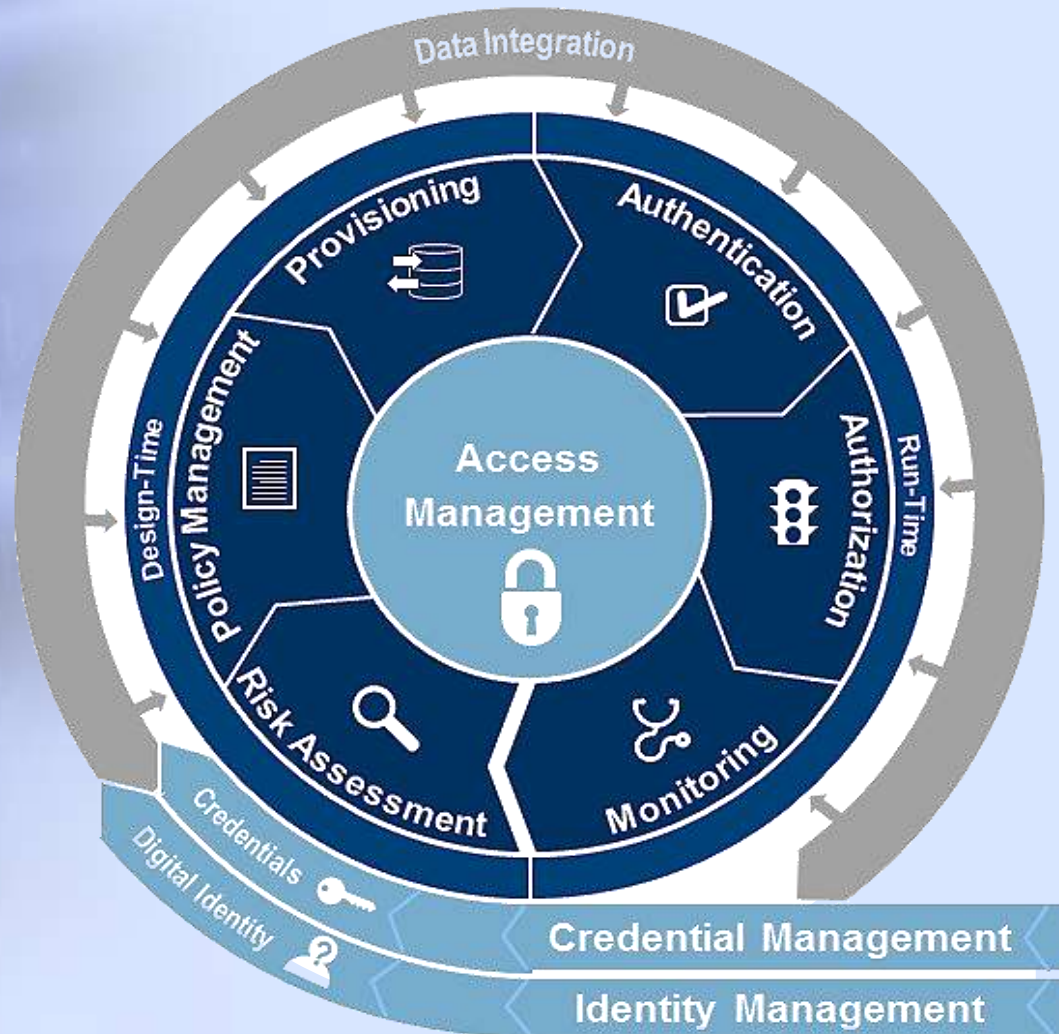 Data Integration
Provisioning
Authentication
Policy Management
Design-Time
Access
Management
Authorization
Run-Time
Risk Assessment
Monitoring
Credentials
Digital Identity
?
Credential Management
Identity Management